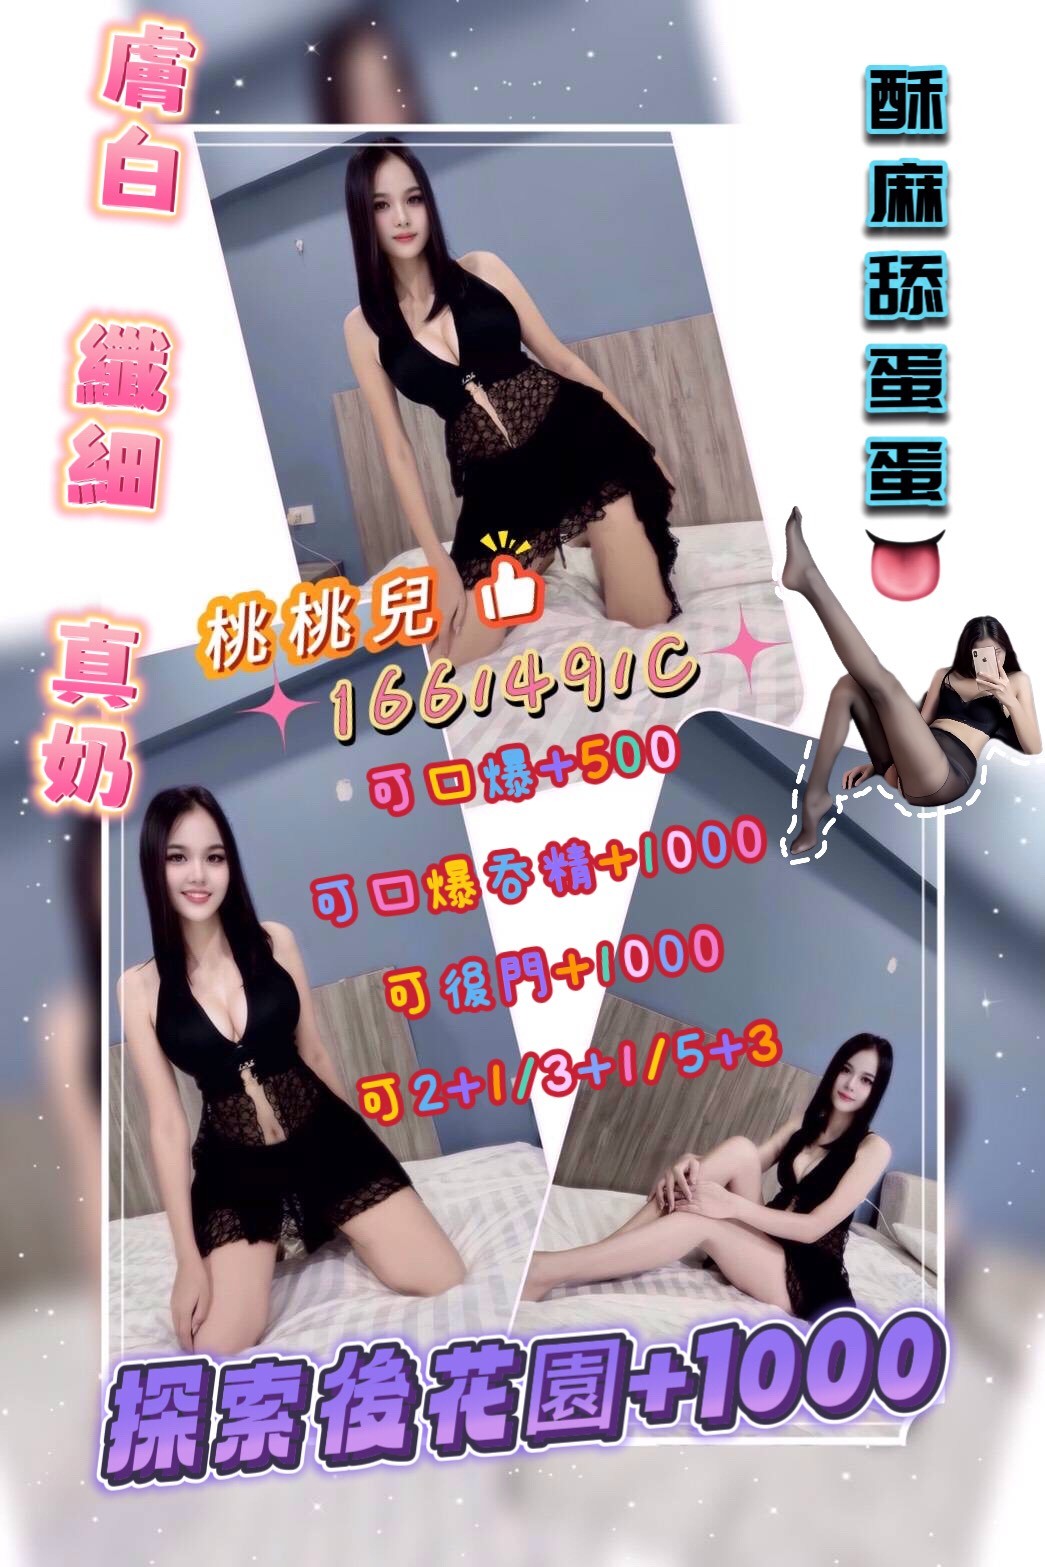 膚白 纖細 真奶
酥麻舔蛋蛋
桃桃兒
166/49/C
可口爆+500
可口爆吞精+1000
可後門+1000
可2+1/3+1/5+3
探索後花園+1000